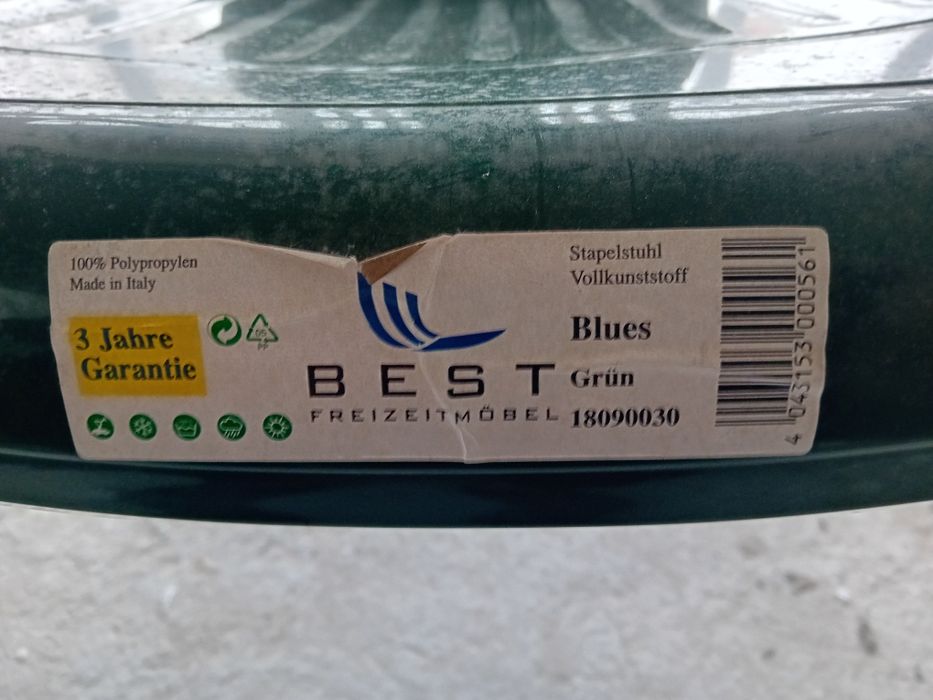 100% Polypropylen
Made in Italy
3 Jahre
Garantie
05
PP
BEST
FREIZEITMÖBEL
Stapelstuhl
Vollkunststoff
Blues
Grün
18090030
4 043153 000561